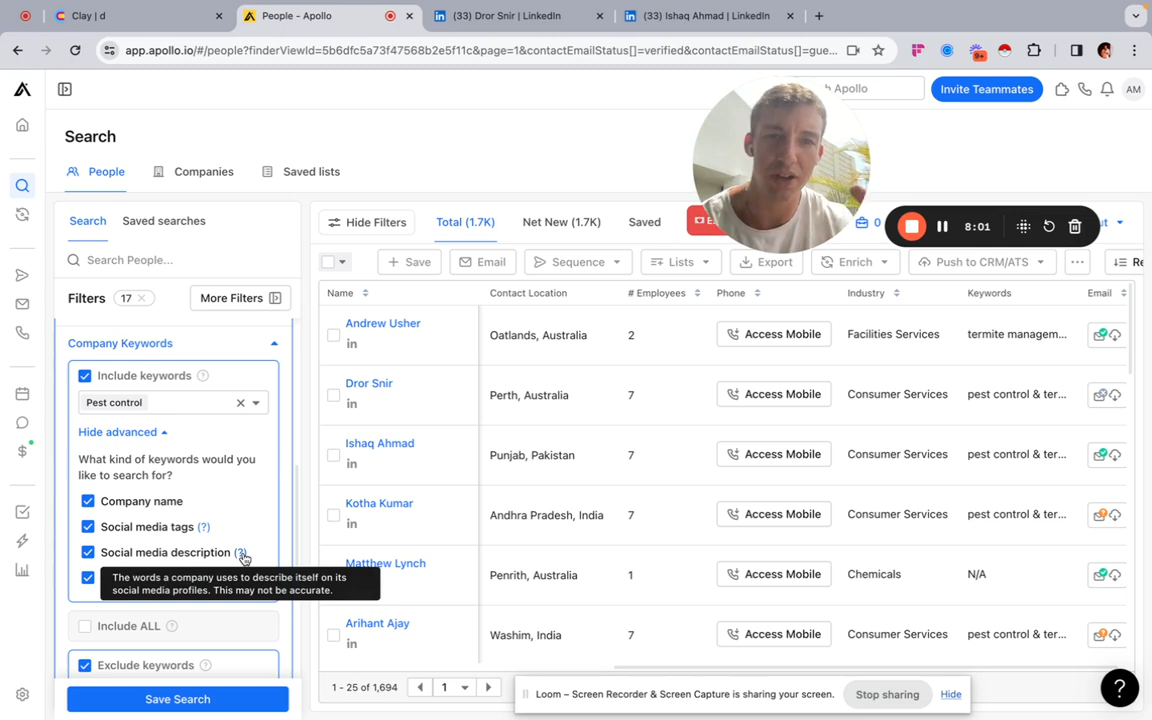 Clay | d
People - Apollo
(33) Dror Snir | LinkedIn
(33) Ishaq Ahmad | LinkedIn
app.apollo.io/#/people?finderViewId=5b6dfc5a73f47568b2e5f11c&page=1&contactEmailStatus[]=verified&contactEmailStatus[]=gue...
9+
h Apollo
Invite Teammates
AM
Search
People
Companies
Saved lists
Search
Saved searches
Hide Filters
Total (1.7K)
Net New (1.7K)
Saved
0
8:01
Search People...
Save
Email
Sequence
Lists
Export
Enrich
Push to CRM/ATS
Re
Filters
17
More Filters
Name
Contact Location
# Employees
Phone
Industry
Keywords
Email
Company Keywords
Include keywords
Pest control
Hide advanced
What kind of keywords would you
like to search for?
Company name
Social media tags (?)
Social media description (?)
The words a company uses to describe itself on its
social media profiles. This may not be accurate.
Include ALL
Exclude keywords
Save Search
Andrew Usher
in
Oatlands, Australia
2
Access Mobile
Facilities Services
termite managem...
Dror Snir
in
Perth, Australia
7
Access Mobile
Consumer Services
pest control & ter...
Ishaq Ahmad
in
Punjab, Pakistan
7
Access Mobile
Consumer Services
pest control & ter...
Kotha Kumar
in
Andhra Pradesh, India
7
Access Mobile
Consumer Services
pest control & ter...
Matthew Lynch
Penrith, Australia
1
Access Mobile
Chemicals
N/A
Arihant Ajay
in
Washim, India
7
Access Mobile
Consumer Services
pest control & ter...
1 - 25 of 1,694
1
Loom – Screen Recorder & Screen Capture is sharing your screen.
Stop sharing
Hide
?